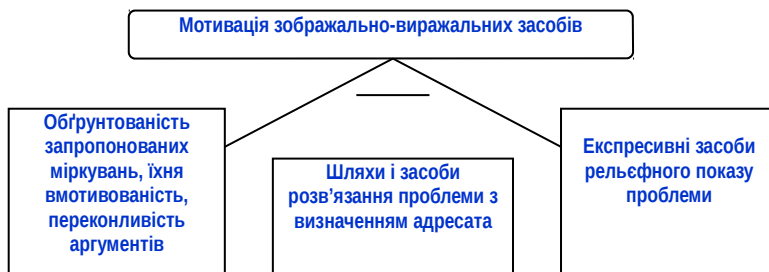 Мотивація зображально-виражальних засобів
Обґрунтованість
запропонованих
міркувань, їхня
вмотивованість,
переконливість
аргументів
Шляхи і засоби
розв'язання проблеми з
визначенням адресата
Експресивні засоби
рельєфного показу
проблеми